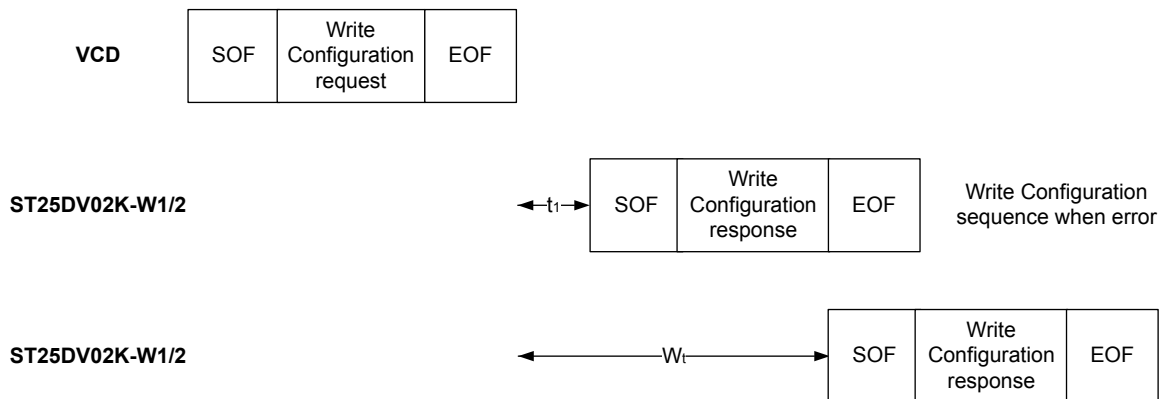 VCD
SOF
Write
Configuration
request
EOF
ST25DV02K-W1/2
t1
SOF
Write
Configuration
response
EOF
Write Configuration
sequence when error
ST25DV02K-W1/2
Wt
SOF
Write
Configuration
response
EOF